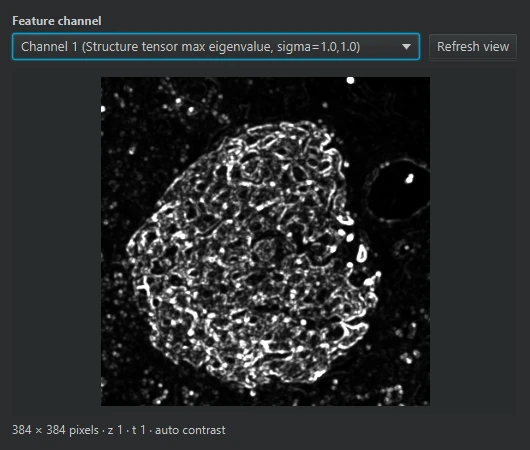 Feature channel
Channel 1 (Structure tensor max eigenvalue, sigma=1.0,1.0)
Refresh view
384 × 384 pixels · z 1 · t 1 · auto contrast